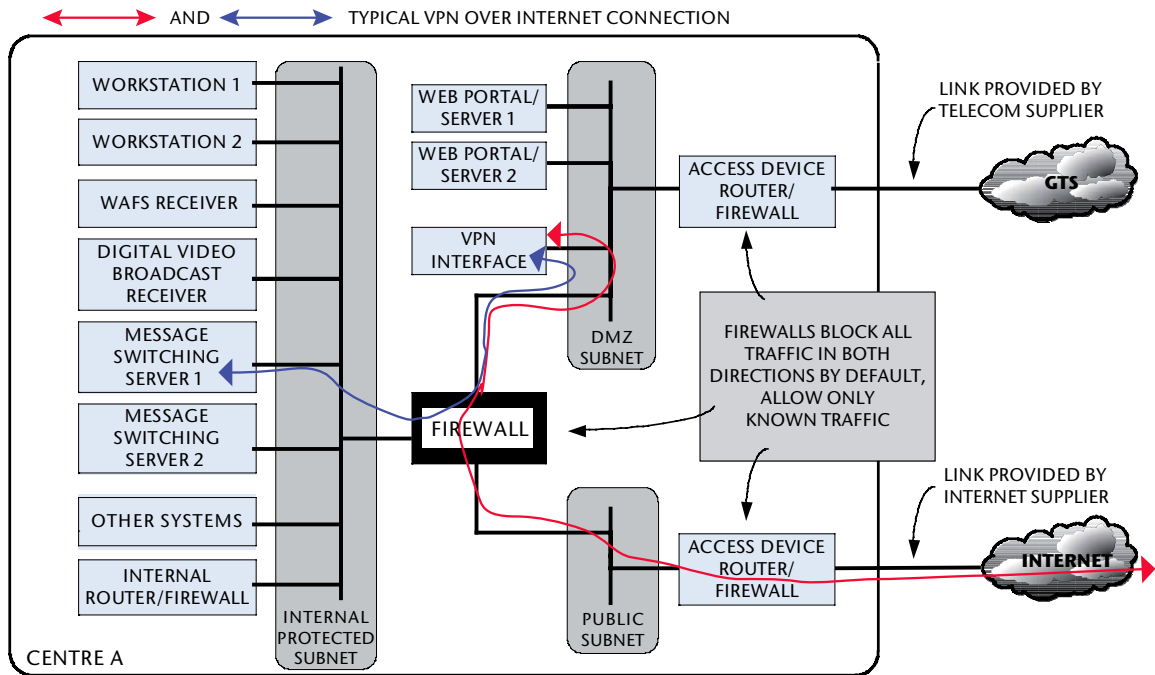 AND TYPICAL VPN OVER INTERNET CONNECTION
WORKSTATION 1
WORKSTATION 2
WAFS RECEIVER
DIGITAL VIDEO
BROADCAST
RECEIVER
MESSAGE
SWITCHING
SERVER 1
MESSAGE
SWITCHING
SERVER 2
OTHER SYSTEMS
INTERNAL
ROUTER/FIREWALL
INTERNAL
PROTECTED
SUBNET
CENTRE A
WEB PORTAL/
SERVER 1
WEB PORTAL/
SERVER 2
VPN
INTERFACE
FIREWALL
DMZ
SUBNET
PUBLIC
SUBNET
ACCESS DEVICE
ROUTER/
FIREWALL
FIREWALLS BLOCK ALL
TRAFFIC IN BOTH
DIRECTIONS BY DEFAULT,
ALLOW ONLY
KNOWN TRAFFIC
ACCESS DEVICE
ROUTER/
FIREWALL
LINK PROVIDED BY
TELECOM SUPPLIER
GTS
LINK PROVIDED BY
INTERNET SUPPLIER
INTERNET